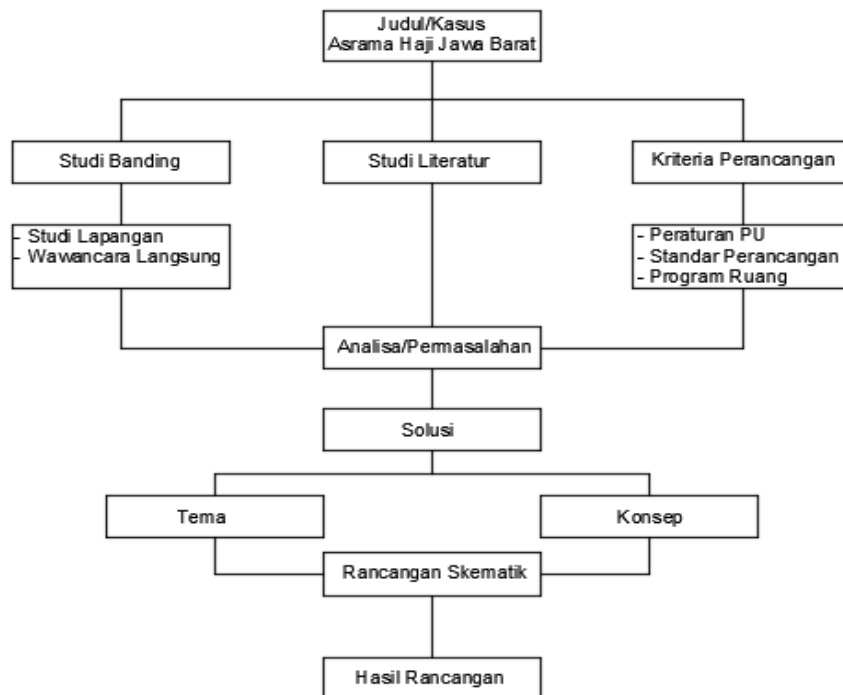 Judul/Kasus
Asrama Haji Jawa Barat
Studi Banding
Studi Literatur
Kriteria Perancangan
- Studi Lapangan
- Wawancara Langsung
- Peraturan PU
- Standar Perancangan
- Program Ruang
Analisa/Permasalahan
Solusi
Tema
Konsep
Rancangan Skematik
Hasil Rancangan